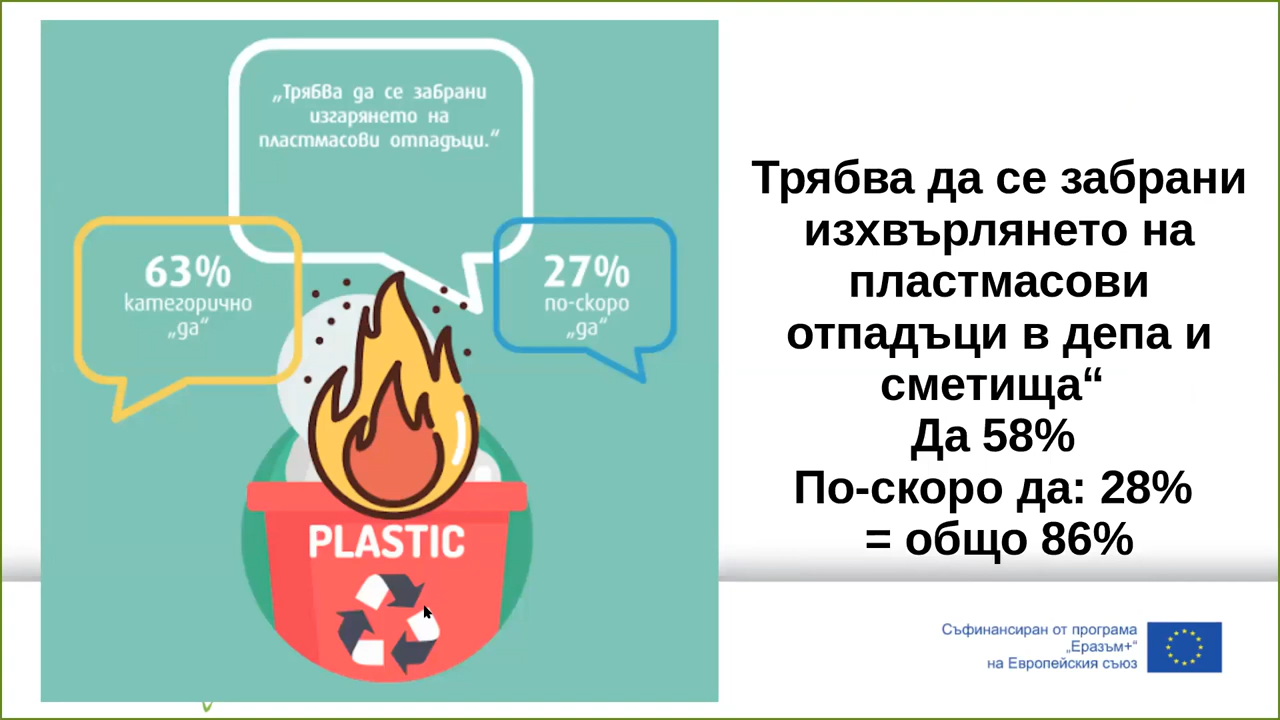 „Трябва да се забрани
изгарянето на
пластмасови отпадъци.“
63%
категорично
„да“
27%
по-скоро
„да“
PLASTIC
Трябва да се забрани
изхвърлянето на
пластмасови
отпадъци в депа и
сметища“
Да 58%
По-скоро да: 28%
= общо 86%
Съфинансиран от програма
„Еразъм+“
на Европейския съюз